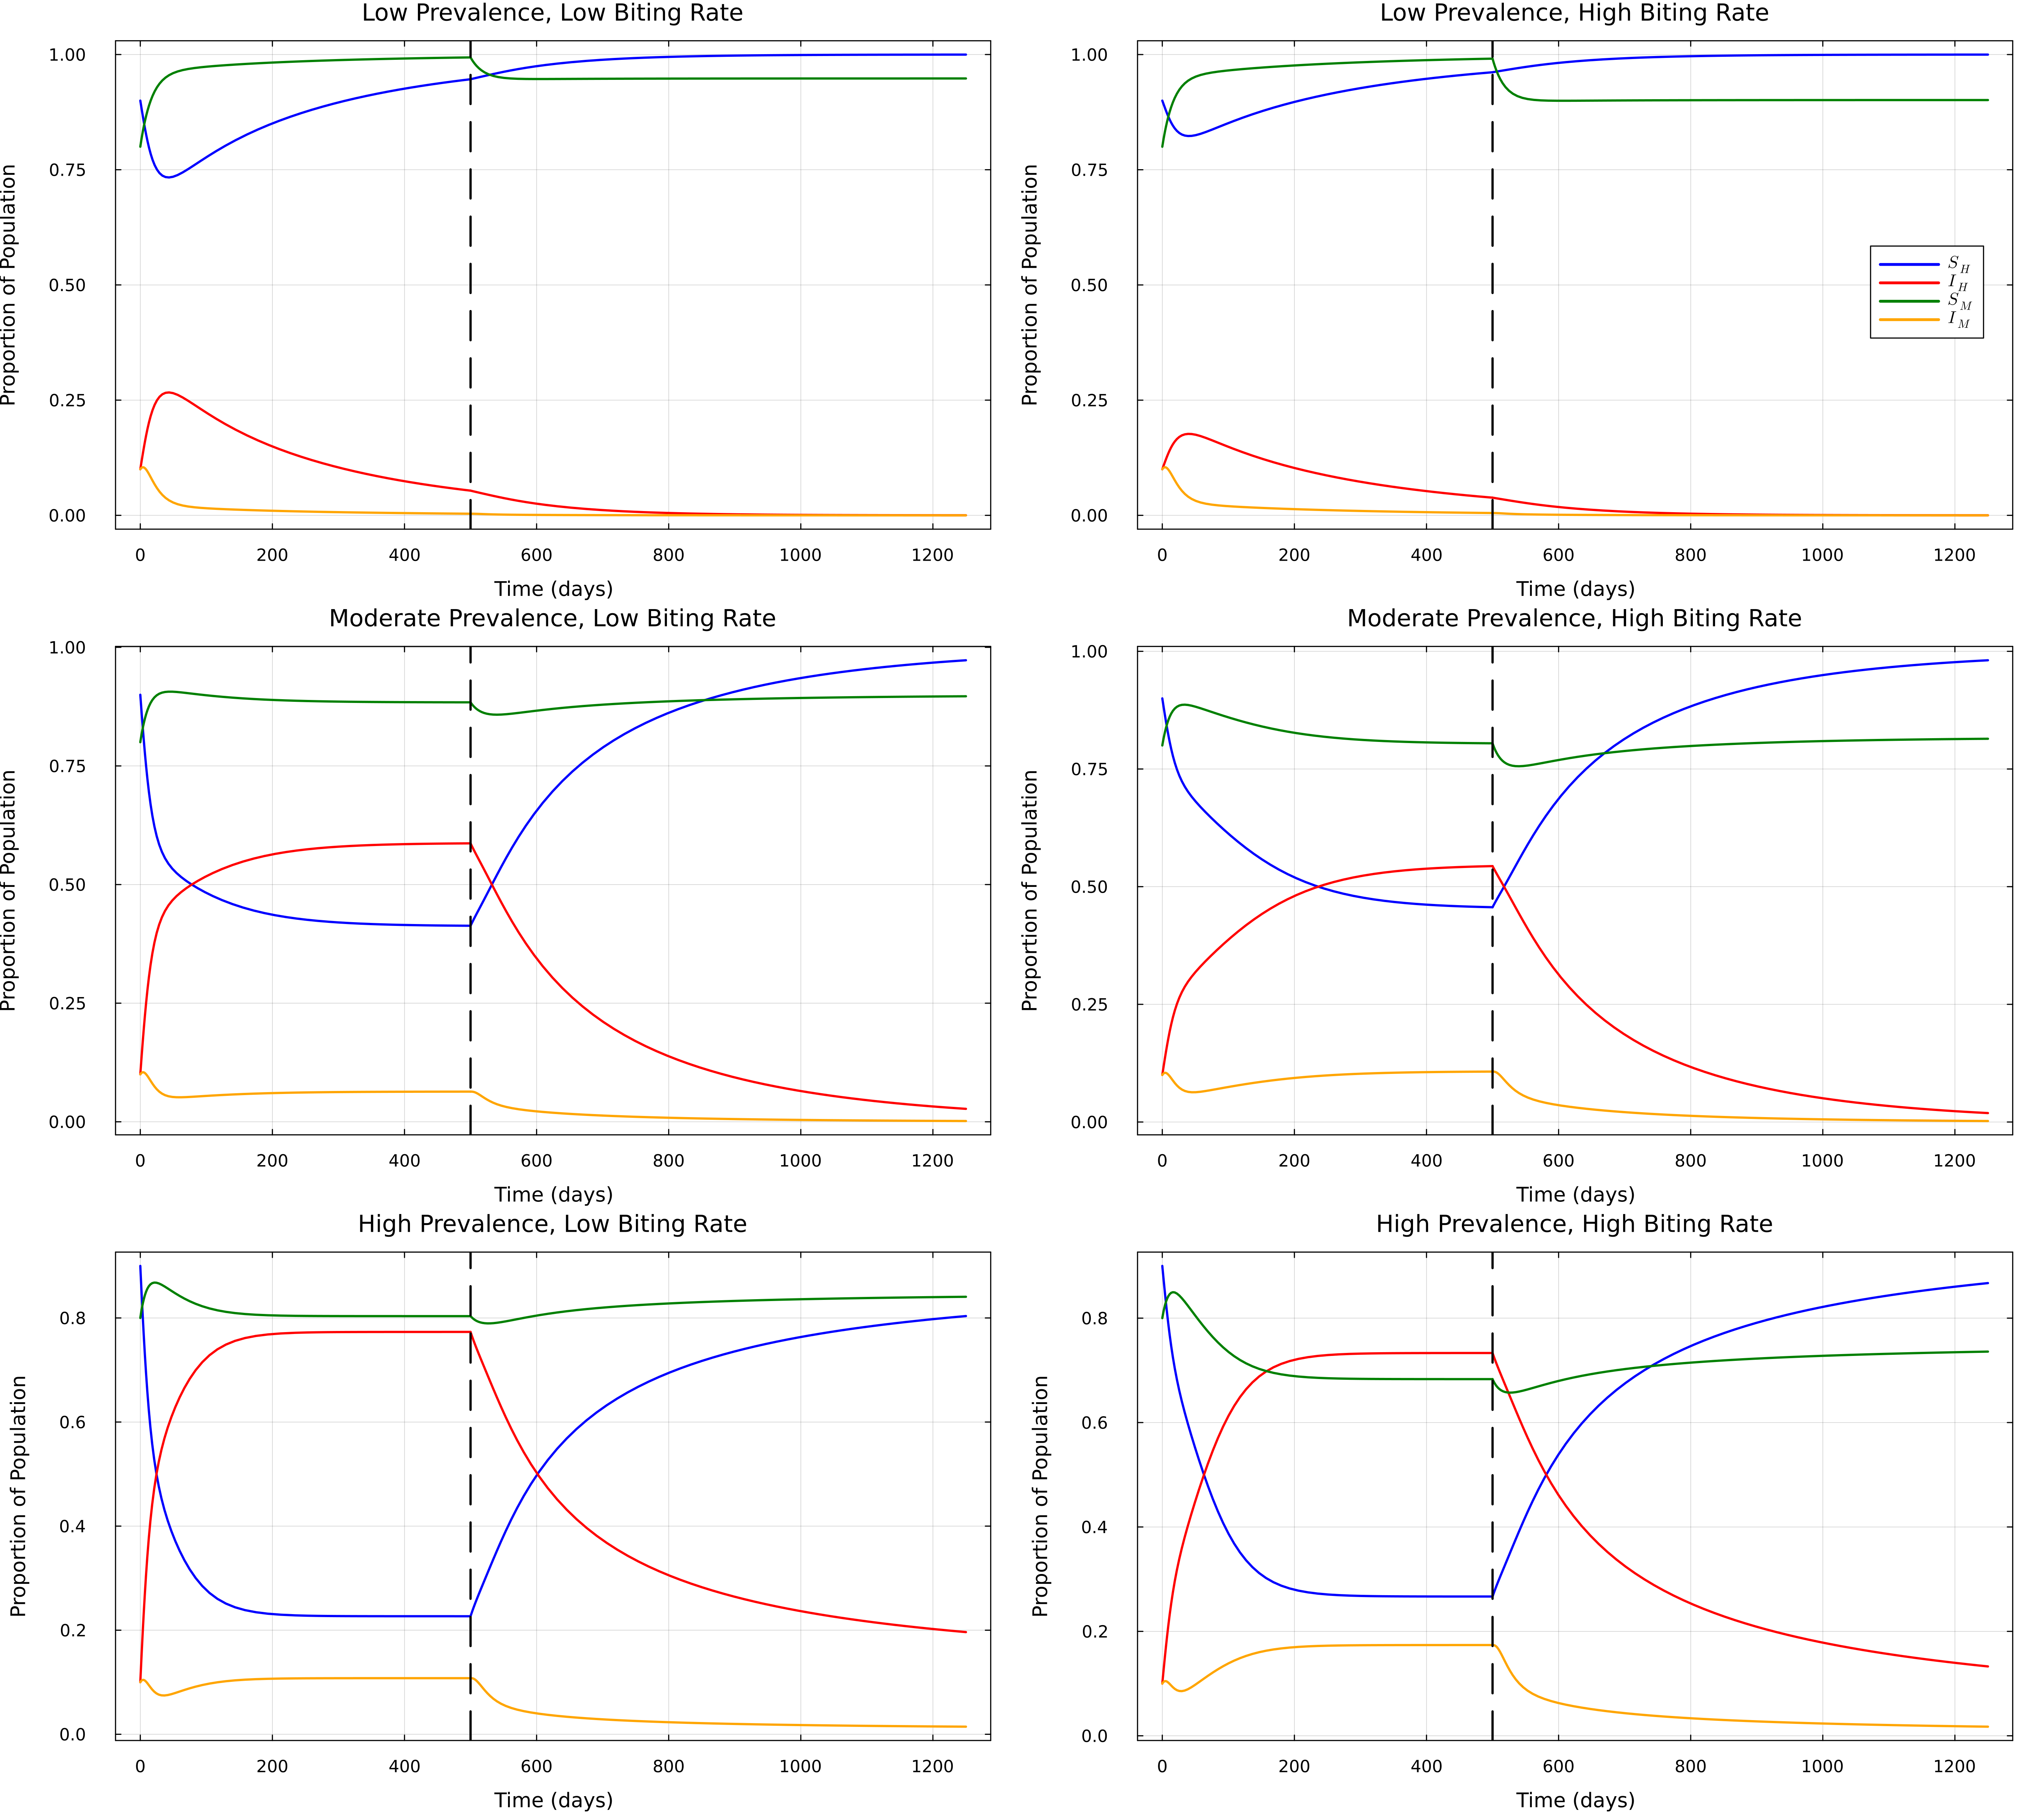 Low Prevalence, Low Biting Rate
1.00
0.75
0.50
0.25
0.00
Proportion of Population
0 200 400 600 800 1000 1200
Time (days)
Low Prevalence, High Biting Rate
1.00
0.75
0.50
0.25
0.00
Proportion of Population
S_H
I_H
S_M
I_M
0 200 400 600 800 1000 1200
Time (days)
Moderate Prevalence, Low Biting Rate
1.00
0.75
0.50
0.25
0.00
Proportion of Population
0 200 400 600 800 1000 1200
Time (days)
Moderate Prevalence, High Biting Rate
1.00
0.75
0.50
0.25
0.00
Proportion of Population
0 200 400 600 800 1000 1200
Time (days)
High Prevalence, Low Biting Rate
0.8
0.6
0.4
0.2
0.0
Proportion of Population
0 200 400 600 800 1000 1200
Time (days)
High Prevalence, High Biting Rate
0.8
0.6
0.4
0.2
0.0
Proportion of Population
0 200 400 600 800 1000 1200
Time (days)